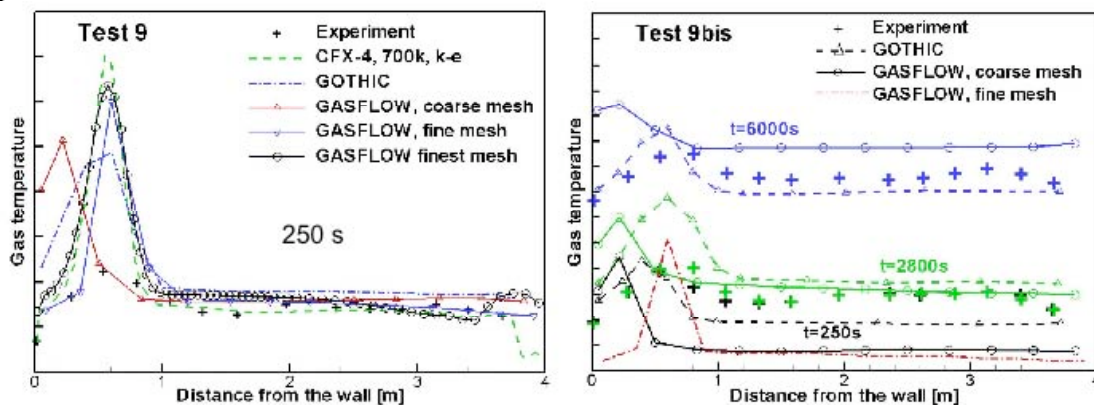 Test 9
Experiment
CFX-4, 700k, k-e
GOTHIC
GASFLOW, coarse mesh
GASFLOW, fine mesh
GASFLOW finest mesh
250 s
Gas temperature
0
1
2
3
4
Distance from the wall [m]
Test 9bis
Experiment
GOTHIC
GASFLOW, coarse mesh
GASFLOW, fine mesh
t=6000s
t=2800s
t=250s
Gas temperature
0
1
2
3
4
Distance from the wall [m]